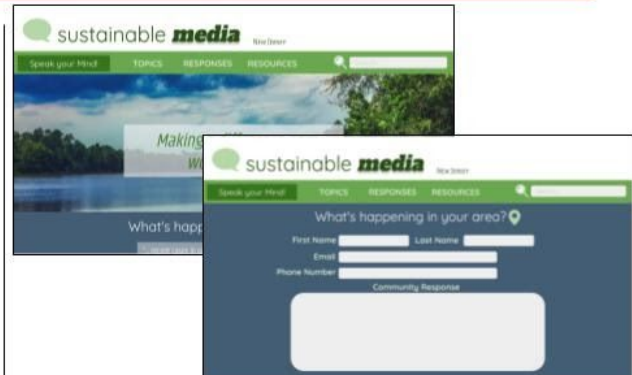 sustainable media
Speak your Mind! TOPICS RESPONSES RESOURCES
Making
What's happ
sustainable media
Speak your Mind! TOPICS RESPONSES RESOURCES
What's happening in your area?
First Name Last Name
Email
Phone Number
Community Response